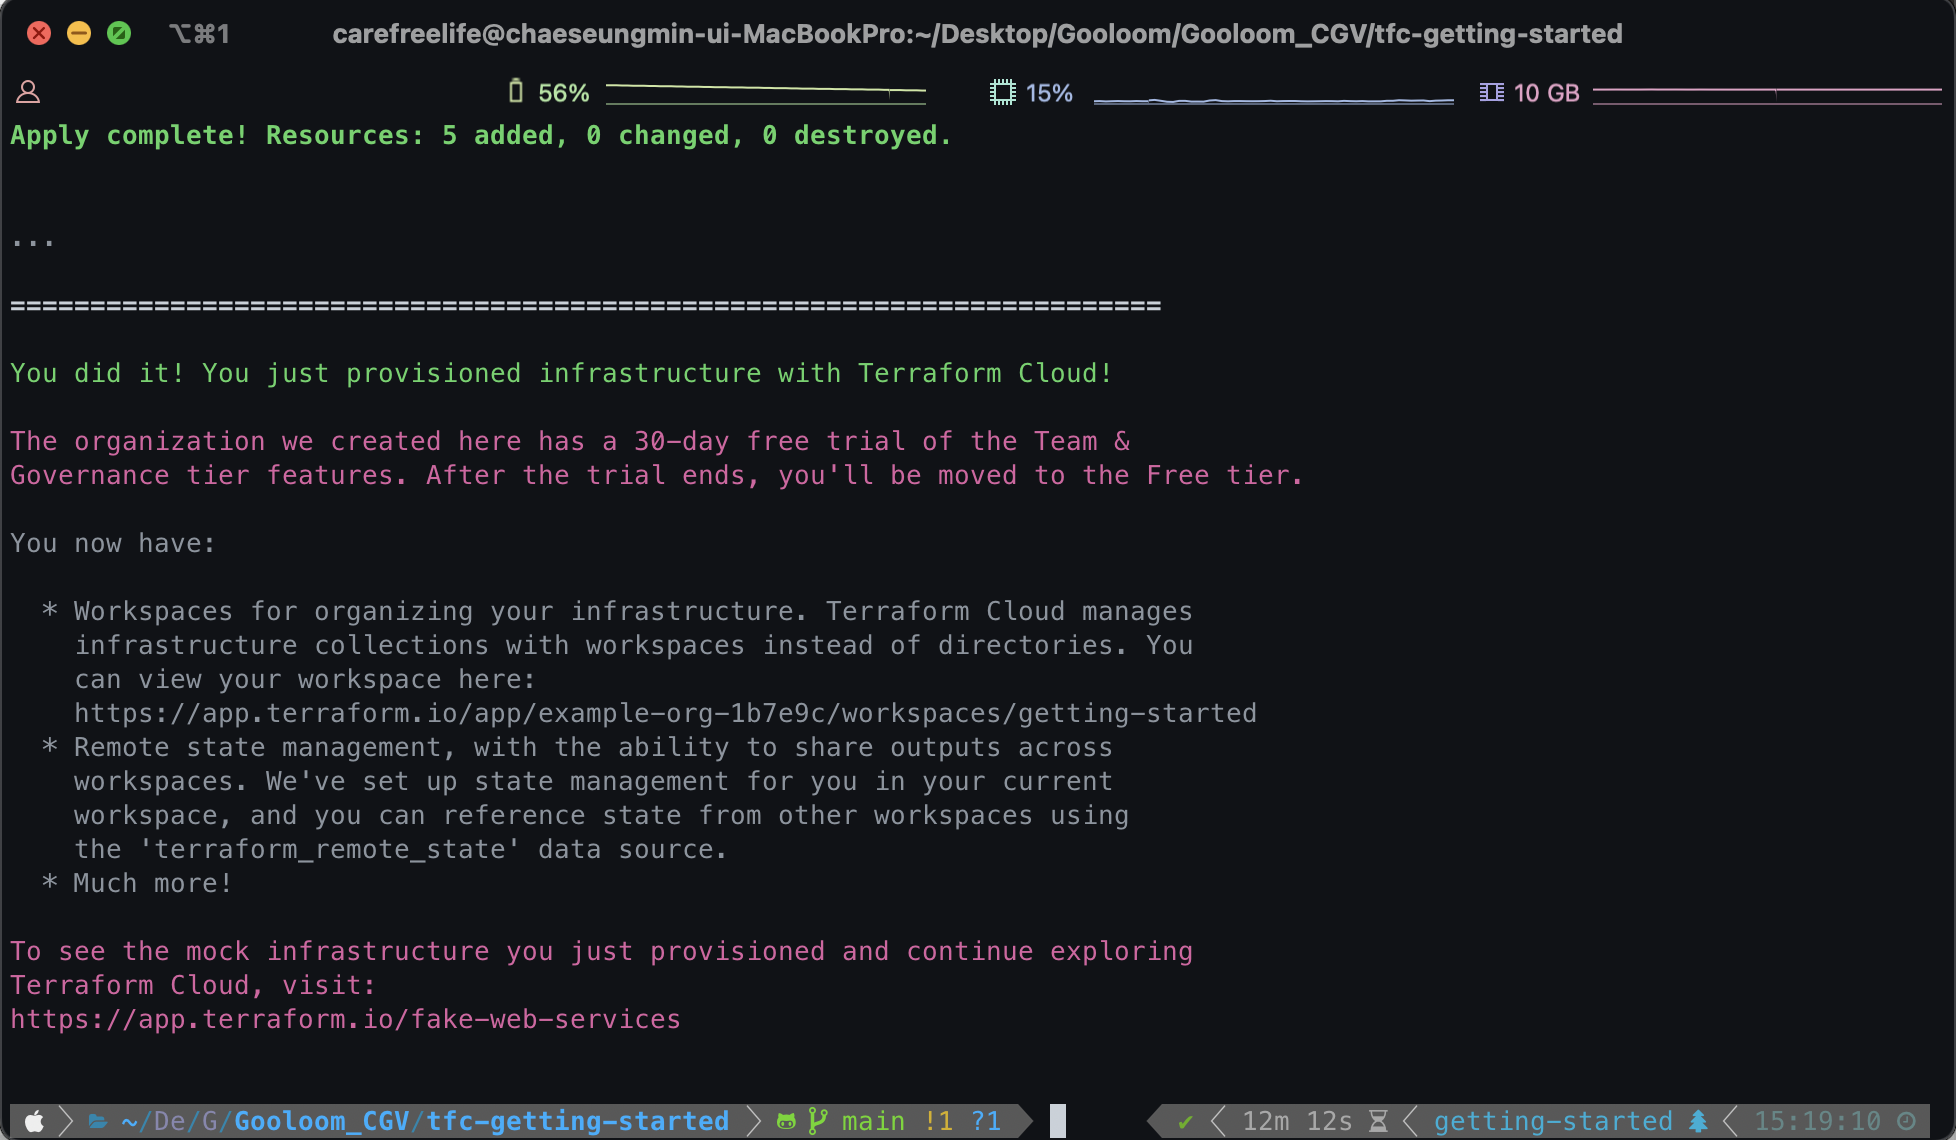 ⌥⌘1
carefreelife@chaeseungmin-ui-MacBookPro:~/Desktop/Gooloom/Gooloom_CGV/tfc-getting-started
56% 15% 10 GB
Apply complete! Resources: 5 added, 0 changed, 0 destroyed.
...
========================================================================
You did it! You just provisioned infrastructure with Terraform Cloud!
The organization we created here has a 30-day free trial of the Team &
Governance tier features. After the trial ends, you'll be moved to the Free tier.
You now have:
* Workspaces for organizing your infrastructure. Terraform Cloud manages
infrastructure collections with workspaces instead of directories. You
can view your workspace here:
https://app.terraform.io/app/example-org-1b7e9c/workspaces/getting-started
* Remote state management, with the ability to share outputs across
workspaces. We've set up state management for you in your current
workspace, and you can reference state from other workspaces using
the 'terraform_remote_state' data source.
* Much more!
To see the mock infrastructure you just provisioned and continue exploring
Terraform Cloud, visit:
https://app.terraform.io/fake-web-services
~/De/G/Gooloom_CGV/tfc-getting-started main !1 ?1 ✔ 12m 12s getting-started 15:19:10